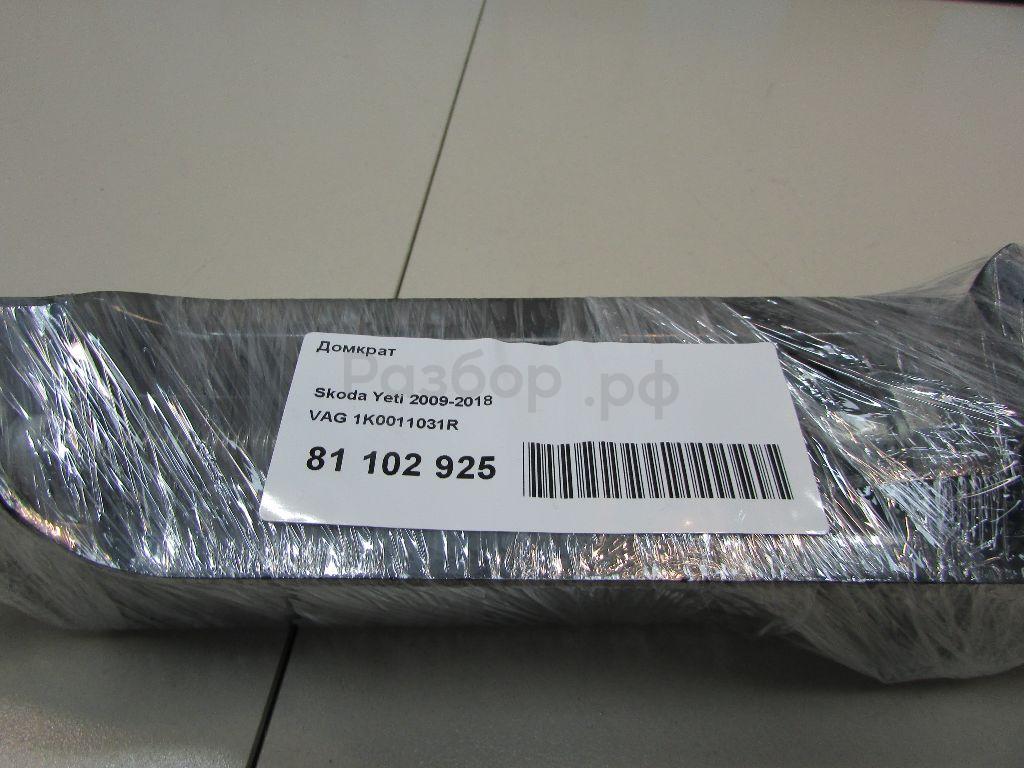 Домкрат
Разбор.рф
Skoda Yeti 2009-2018
VAG 1K0011031R
81 102 925